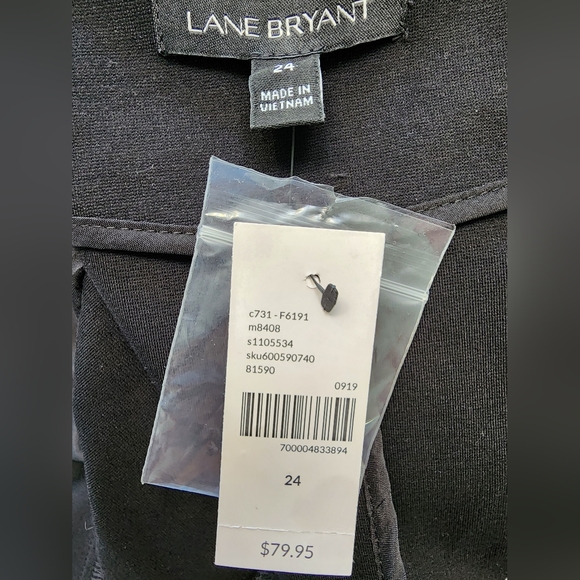 LANE BRYANT
24
MADE IN
VIETNAM
c731 - F6191
m8408
s1105534
sku600590740
81590
0919
700004833894
24
$79.95